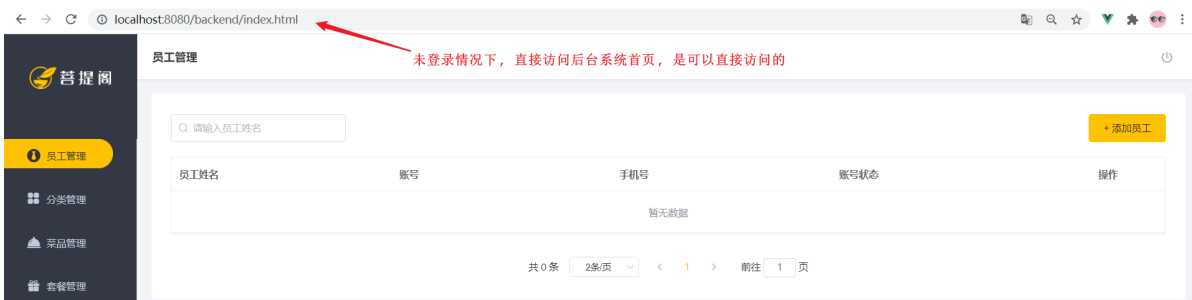 localhost:8080/backend/index.html
菩提阁
员工管理
未登录情况下，直接访问后台系统首页，是可以直接访问的
请输入员工姓名
+ 添加员工
员工管理
分类管理
菜品管理
套餐管理
员工姓名 账号 手机号 账号状态 操作
暂无数据
共 0 条 2条/页 1 前往 1 页